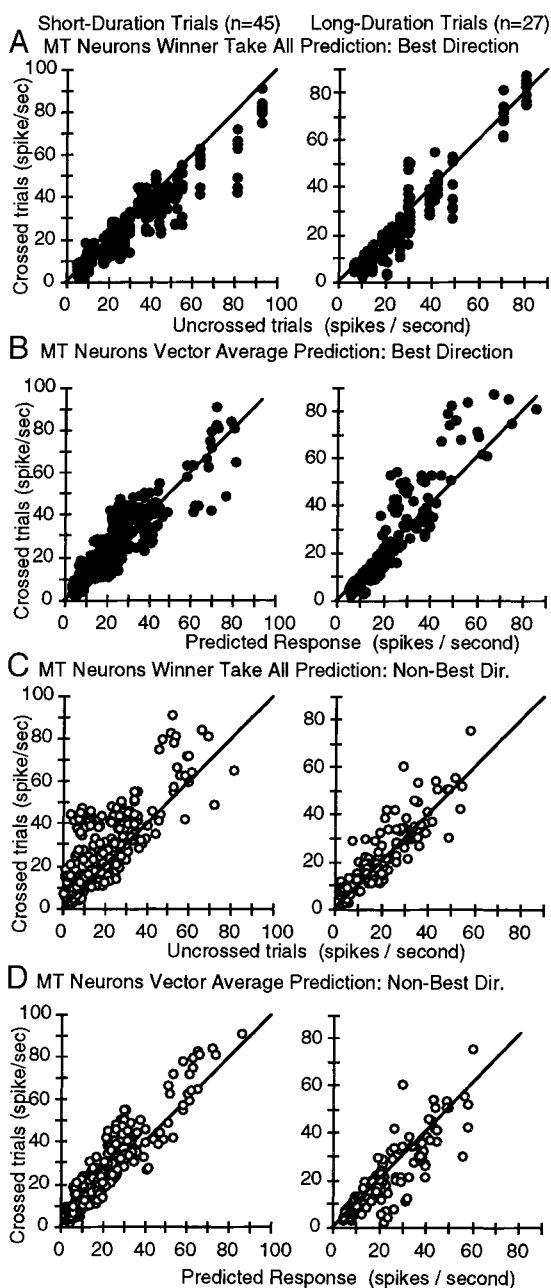 Short-Duration Trials (n=45) Long-Duration Trials (n=27)
A MT Neurons Winner Take All Prediction: Best Direction
Crossed trials (spike/sec)
100
80
60
40
20
0
80
60
40
20
0
0 20 40 60 80 100 0 20 40 60 80
Uncrossed trials (spikes / second)
B MT Neurons Vector Average Prediction: Best Direction
Crossed trials (spike/sec)
100
80
60
40
20
0
80
60
40
20
0
0 20 40 60 80 100 0 20 40 60 80
Predicted Response (spikes / second)
C MT Neurons Winner Take All Prediction: Non-Best Dir.
Crossed trials (spike/sec)
100
80
60
40
20
0
80
60
40
20
0
0 20 40 60 80 100 0 20 40 60 80
Uncrossed trials (spikes / second)
D MT Neurons Vector Average Prediction: Non-Best Dir.
Crossed trials (spike/sec)
100
80
60
40
20
0
80
60
40
20
0
0 20 40 60 80 100 0 20 40 60 80
Predicted Response (spikes / second)